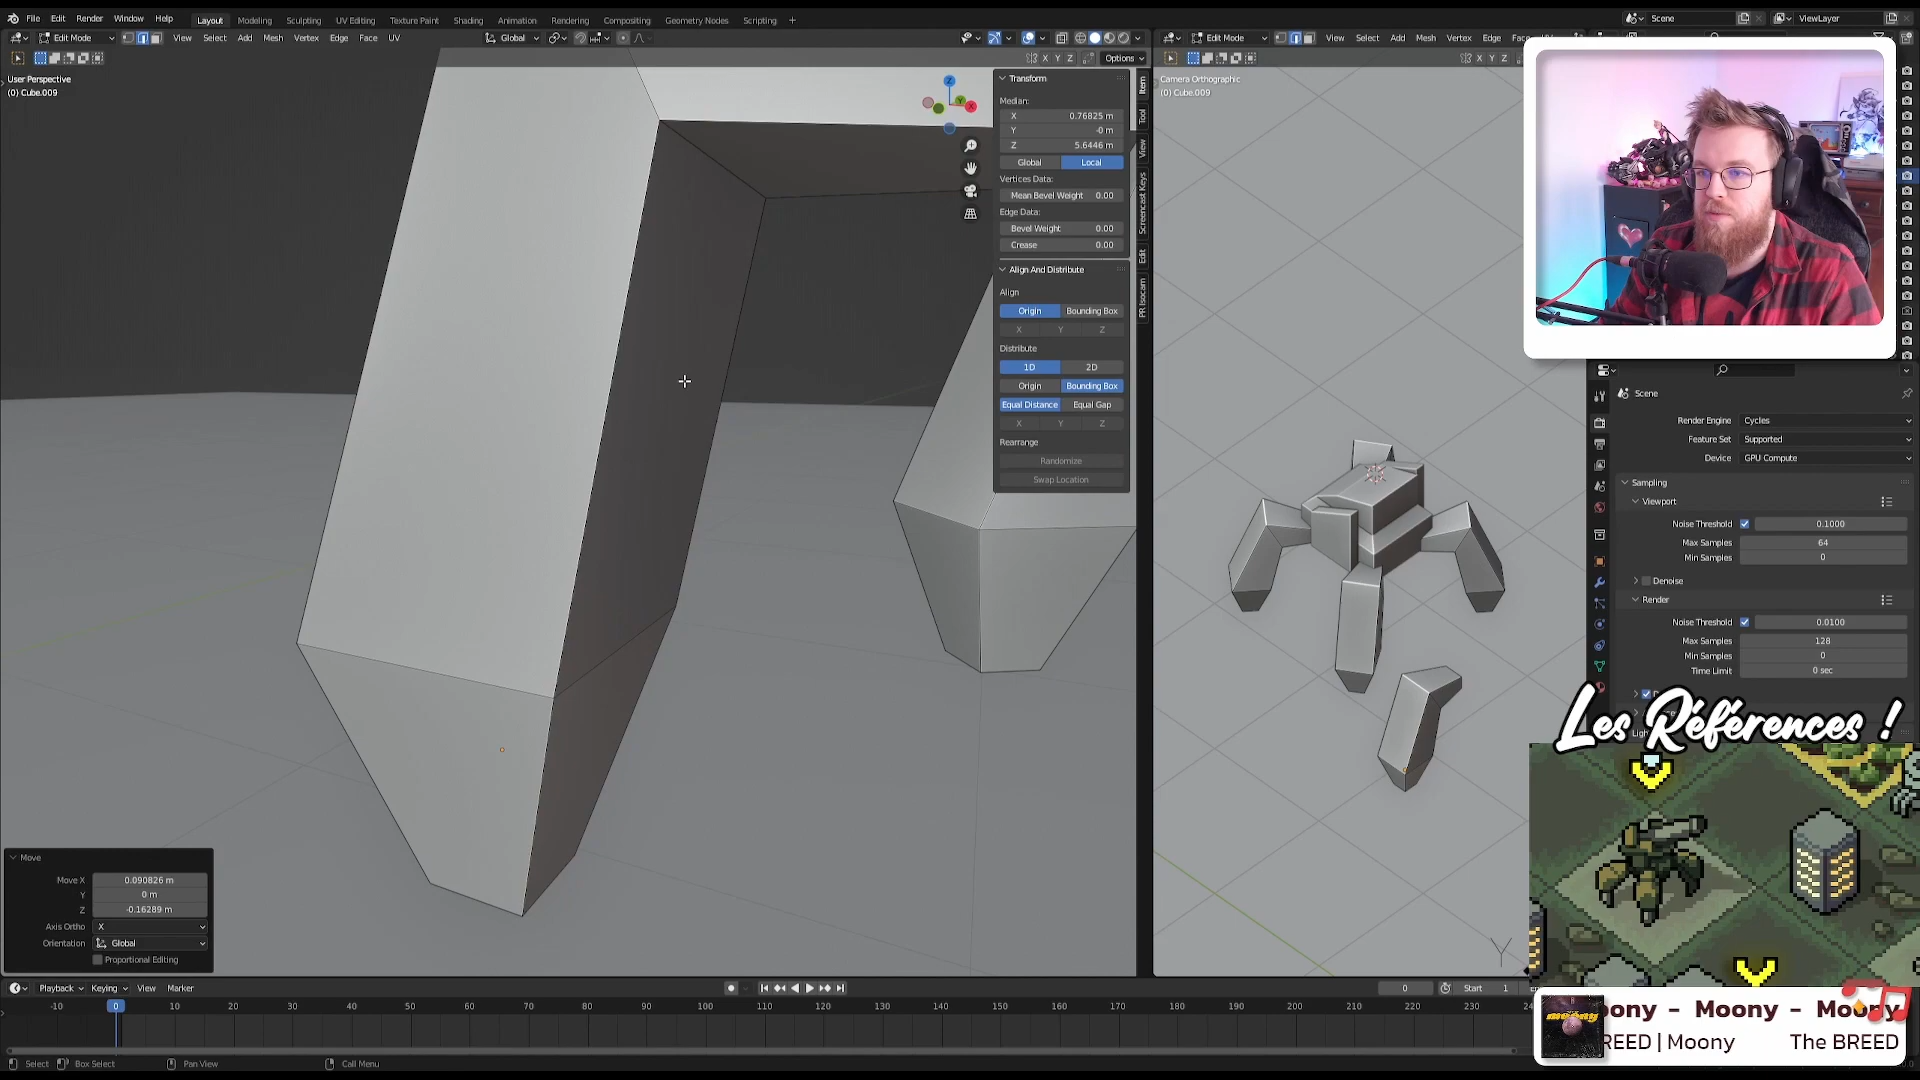 File Edit Render Window Help Layout Modeling Sculpting UV Editing Texture Paint Shading Animation Rendering Compositing Geometry Nodes Scripting + Scene ViewLayer
Edit Mode View Select Add Mesh Vertex Edge Face UV Global Edit Mode View Select Add Mesh Vertex Edge
X Y Z Options X Y Z
User Perspective
(0) Cube.009
Camera Orthographic
(0) Cube.009
Transform
Median:
X 0.76825 m
Y -0 m
Z 5.6446 m
Global Local
Vertices Data:
Mean Bevel Weight 0.00
Edge Data:
Bevel Weight 0.00
Crease 0.00
Align And Distribute
Align
Origin Bounding Box
X Y Z
Distribute
1D 2D
Origin Bounding Box
Equal Distance Equal Gap
X Y Z
Rearrange
Randomize
Swap Location
Item
Tool
View
Screencast Keys
Edit
PR Isocam
Scene
Render Engine Cycles
Feature Set Supported
Device GPU Compute
Sampling
Viewport
Noise Threshold 0.1000
Max Samples 64
Min Samples 0
Denoise
Render
Noise Threshold 0.0100
Max Samples 128
Min Samples 0
Time Limit 0 sec
Les Références !
Move
Move X 0.090826 m
Y 0 m
Z -0.16289 m
Axis Ortho X
Orientation Global
Proportional Editing
Playback Keying View Marker 0 Start 1
-10 0 10 20 30 40 50 60 70 80 90 100 110 120 130 140 150 160 170 180 190 200 210 220 230
Select Box Select Pan View Call Menu
oony - Moony - Moony
REED | Moony The BREED